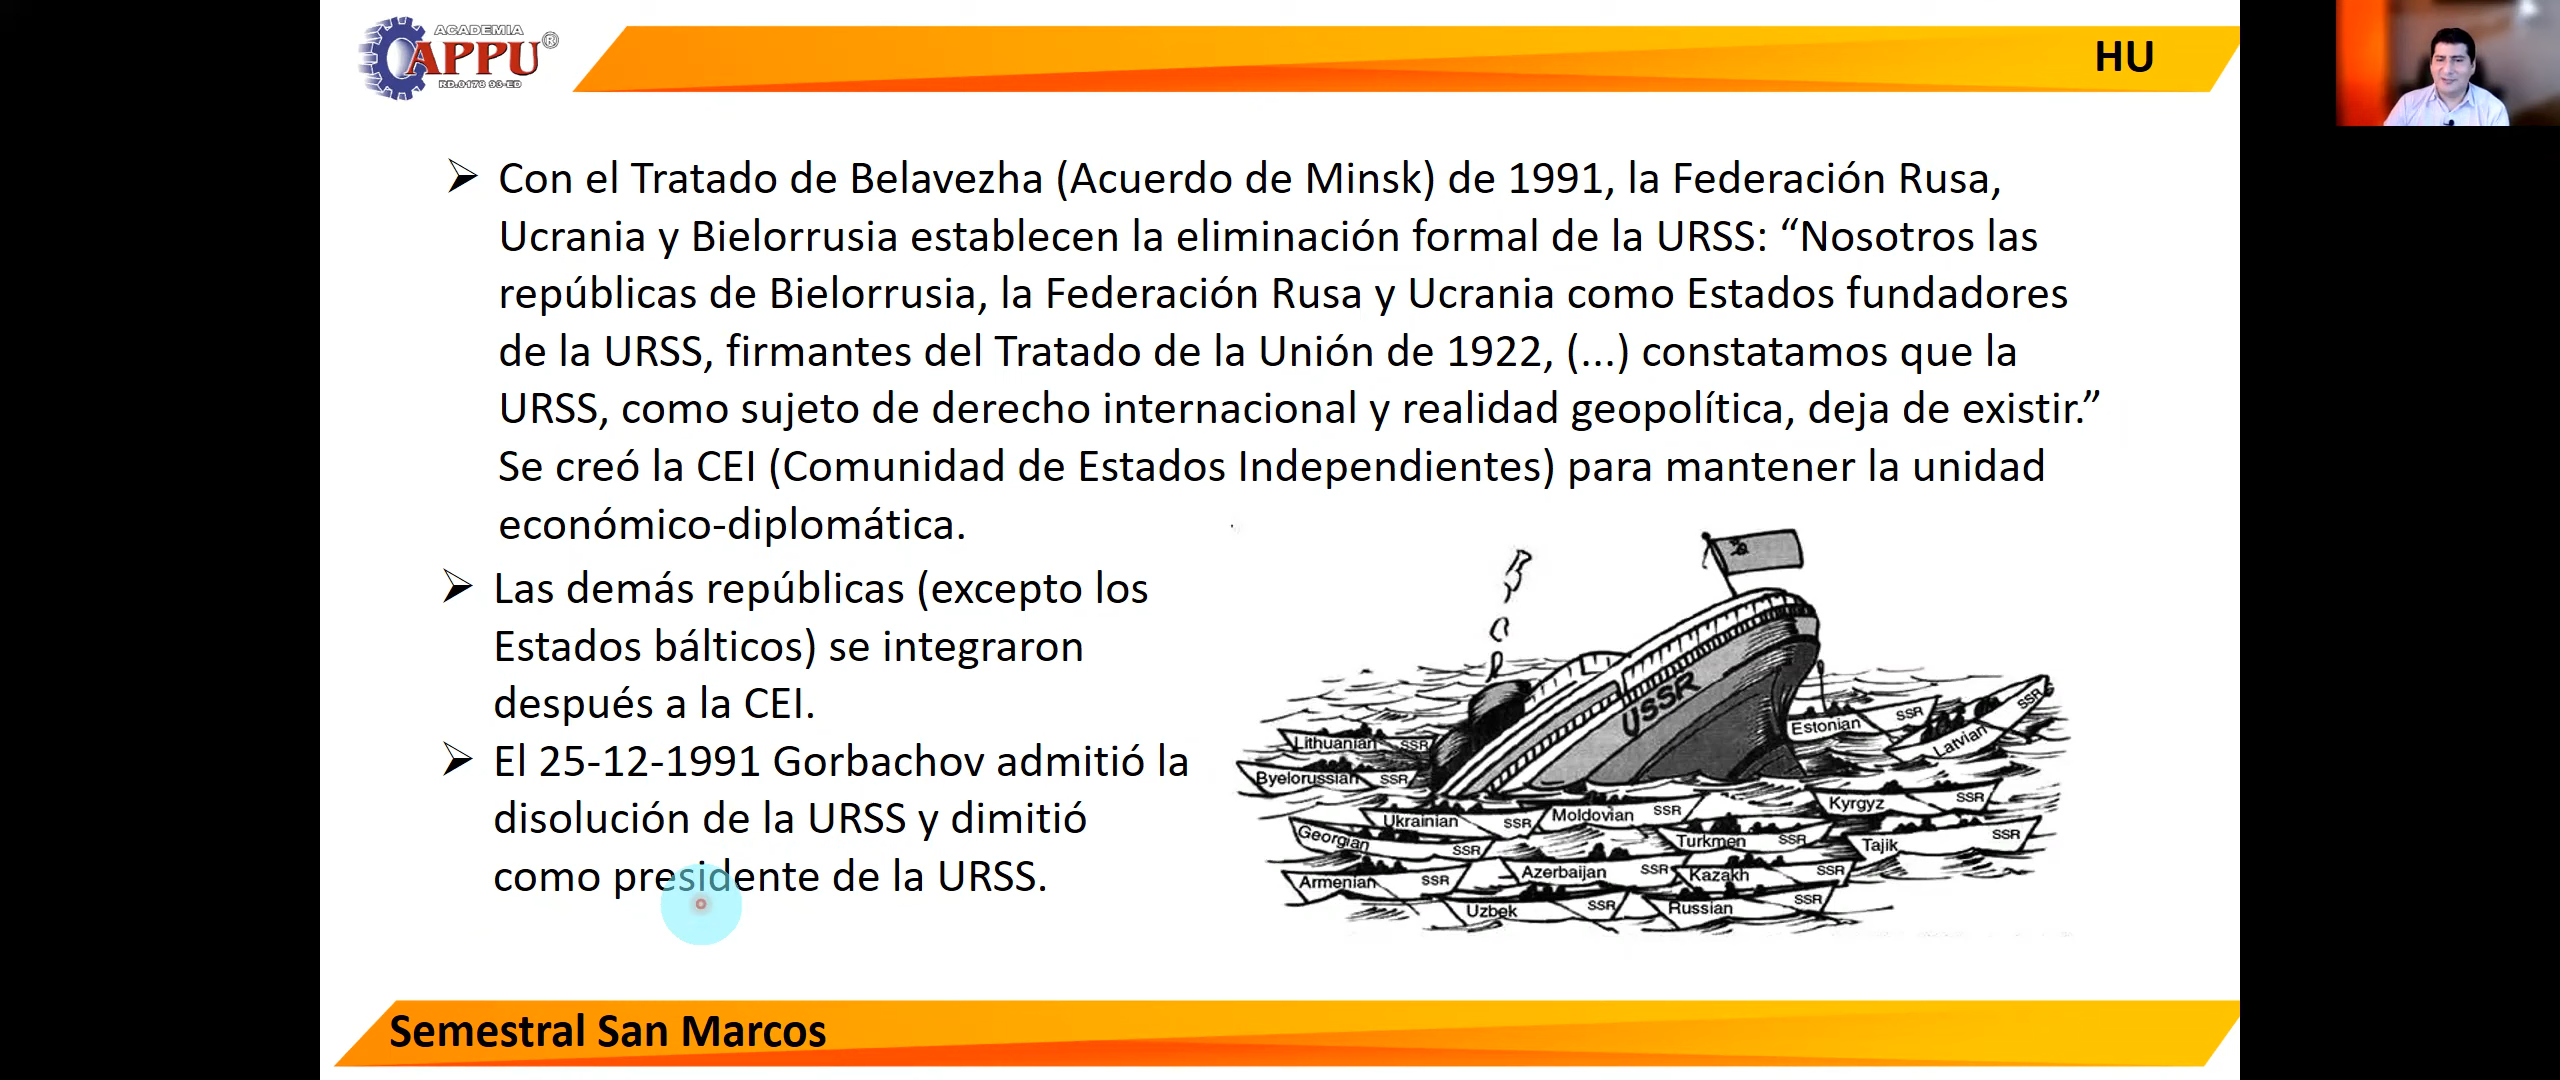 ACADEMIA
APPU®
RD.0178 93-ED
HU
Con el Tratado de Belavezha (Acuerdo de Minsk) de 1991, la Federación Rusa,
Ucrania y Bielorrusia establecen la eliminación formal de la URSS: “Nosotros las
repúblicas de Bielorrusia, la Federación Rusa y Ucrania como Estados fundadores
de la URSS, firmantes del Tratado de la Unión de 1922, (...) constatamos que la
URSS, como sujeto de derecho internacional y realidad geopolítica, deja de existir.”
Se creó la CEI (Comunidad de Estados Independientes) para mantener la unidad
económico-diplomática.
Las demás repúblicas (excepto los
Estados bálticos) se integraron
después a la CEI.
El 25-12-1991 Gorbachov admitió la
disolución de la URSS y dimitió
como presidente de la URSS.
USSR
Lithuanian SSR
Byelorussian SSR
Estonian SSR
Latvian SSR
Ukrainian SSR
Moldovian SSR
Kyrgyz SSR
Georgian SSR
Turkmen SSR
Tajik SSR
Armenian SSR
Azerbaijan SSR
Kazakh SSR
Uzbek SSR
Russian SSR
Semestral San Marcos